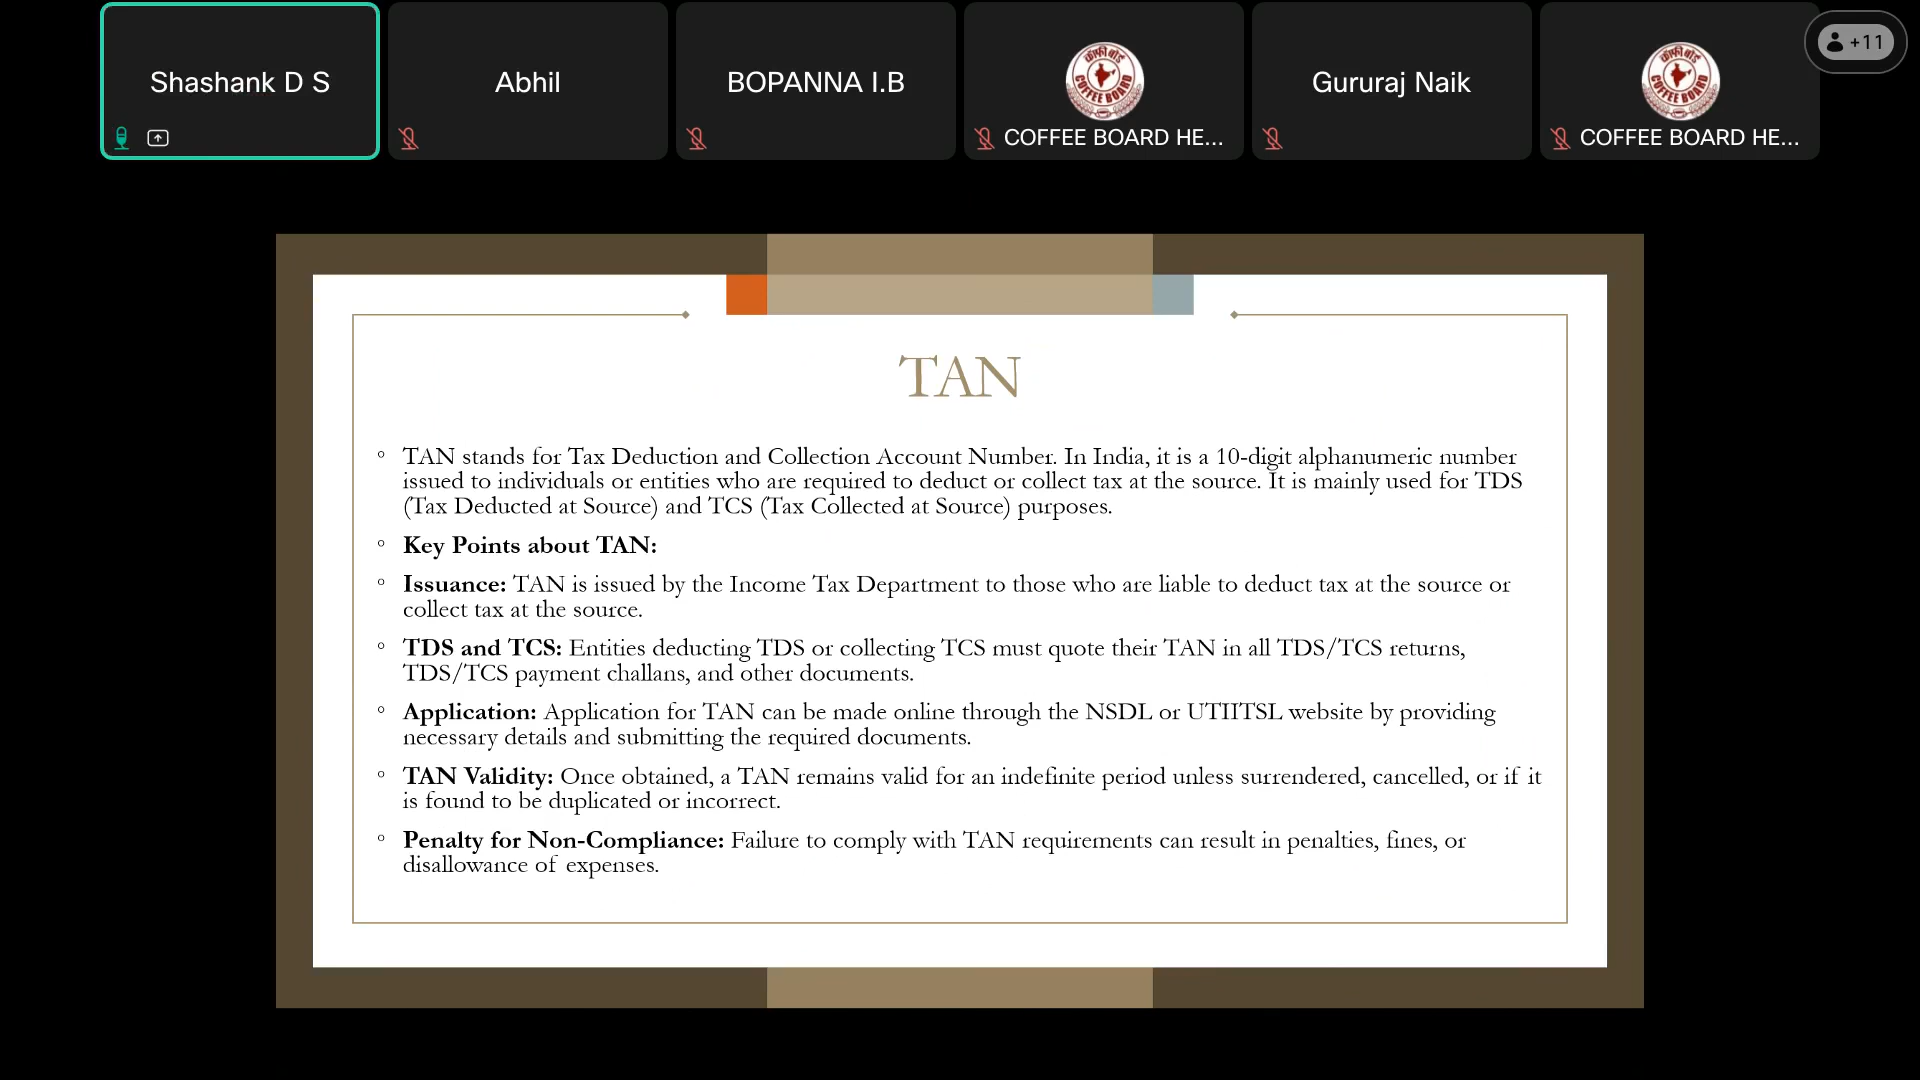 Shashank D S
Abhil
BOPANNA I.B
कॉफी बोर्ड
COFFEE BOARD
COFFEE BOARD HE...
Gururaj Naik
कॉफी बोर्ड
COFFEE BOARD
COFFEE BOARD HE...
+11
TAN
TAN stands for Tax Deduction and Collection Account Number. In India, it is a 10-digit alphanumeric number
issued to individuals or entities who are required to deduct or collect tax at the source. It is mainly used for TDS
(Tax Deducted at Source) and TCS (Tax Collected at Source) purposes.
Key Points about TAN:
Issuance: TAN is issued by the Income Tax Department to those who are liable to deduct tax at the source or
collect tax at the source.
TDS and TCS: Entities deducting TDS or collecting TCS must quote their TAN in all TDS/TCS returns,
TDS/TCS payment challans, and other documents.
Application: Application for TAN can be made online through the NSDL or UTIITSL website by providing
necessary details and submitting the required documents.
TAN Validity: Once obtained, a TAN remains valid for an indefinite period unless surrendered, cancelled, or if it
is found to be duplicated or incorrect.
Penalty for Non-Compliance: Failure to comply with TAN requirements can result in penalties, fines, or
disallowance of expenses.